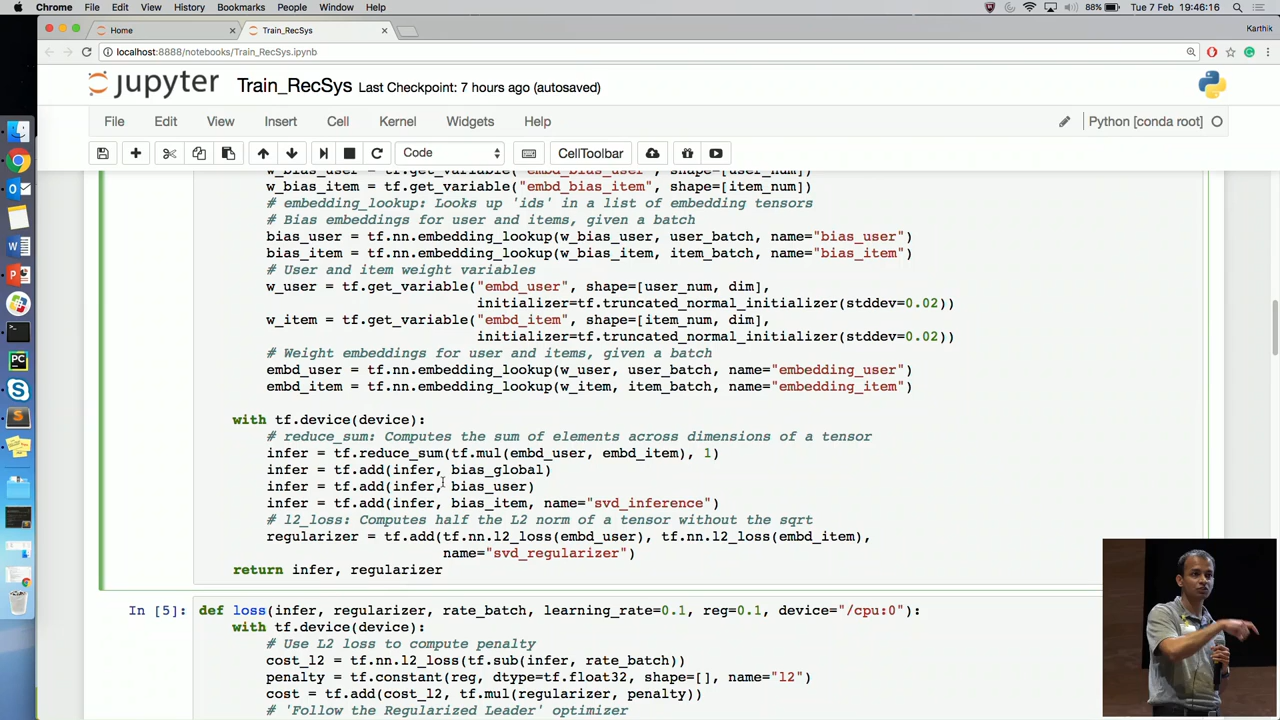 Chrome File Edit View History Bookmarks People Window Help 88% Tue 7 Feb 19:46:16
Home Train_RecSys Karthik
localhost:8888/notebooks/Train_RecSys.ipynb
jupyter Train_RecSys Last Checkpoint: 7 hours ago (autosaved)
File Edit View Insert Cell Kernel Widgets Help Python [conda root]
Code CellToolbar
w_bias_user = tf.get_variable("embd_bias_user", shape=[user_num])
w_bias_item = tf.get_variable("embd_bias_item", shape=[item_num])
# embedding_lookup: Looks up 'ids' in a list of embedding tensors
# Bias embeddings for user and items, given a batch
bias_user = tf.nn.embedding_lookup(w_bias_user, user_batch, name="bias_user")
bias_item = tf.nn.embedding_lookup(w_bias_item, item_batch, name="bias_item")
# User and item weight variables
w_user = tf.get_variable("embd_user", shape=[user_num, dim],
initializer=tf.truncated_normal_initializer(stddev=0.02))
w_item = tf.get_variable("embd_item", shape=[item_num, dim],
initializer=tf.truncated_normal_initializer(stddev=0.02))
# Weight embeddings for user and items, given a batch
embd_user = tf.nn.embedding_lookup(w_user, user_batch, name="embedding_user")
embd_item = tf.nn.embedding_lookup(w_item, item_batch, name="embedding_item")
with tf.device(device):
# reduce_sum: Computes the sum of elements across dimensions of a tensor
infer = tf.reduce_sum(tf.mul(embd_user, embd_item), 1)
infer = tf.add(infer, bias_global)
infer = tf.add(infer, bias_user)
infer = tf.add(infer, bias_item, name="svd_inference")
# l2_loss: Computes half the L2 norm of a tensor without the sqrt
regularizer = tf.add(tf.nn.l2_loss(embd_user), tf.nn.l2_loss(embd_item),
name="svd_regularizer")
return infer, regularizer
In [5]: def loss(infer, regularizer, rate_batch, learning_rate=0.1, reg=0.1, device="/cpu:0"):
with tf.device(device):
# Use L2 loss to compute penalty
cost_l2 = tf.nn.l2_loss(tf.sub(infer, rate_batch))
penalty = tf.constant(reg, dtype=tf.float32, shape=[], name="l2")
cost = tf.add(cost_l2, tf.mul(regularizer, penalty))
# 'Follow the Regularized Leader' optimizer